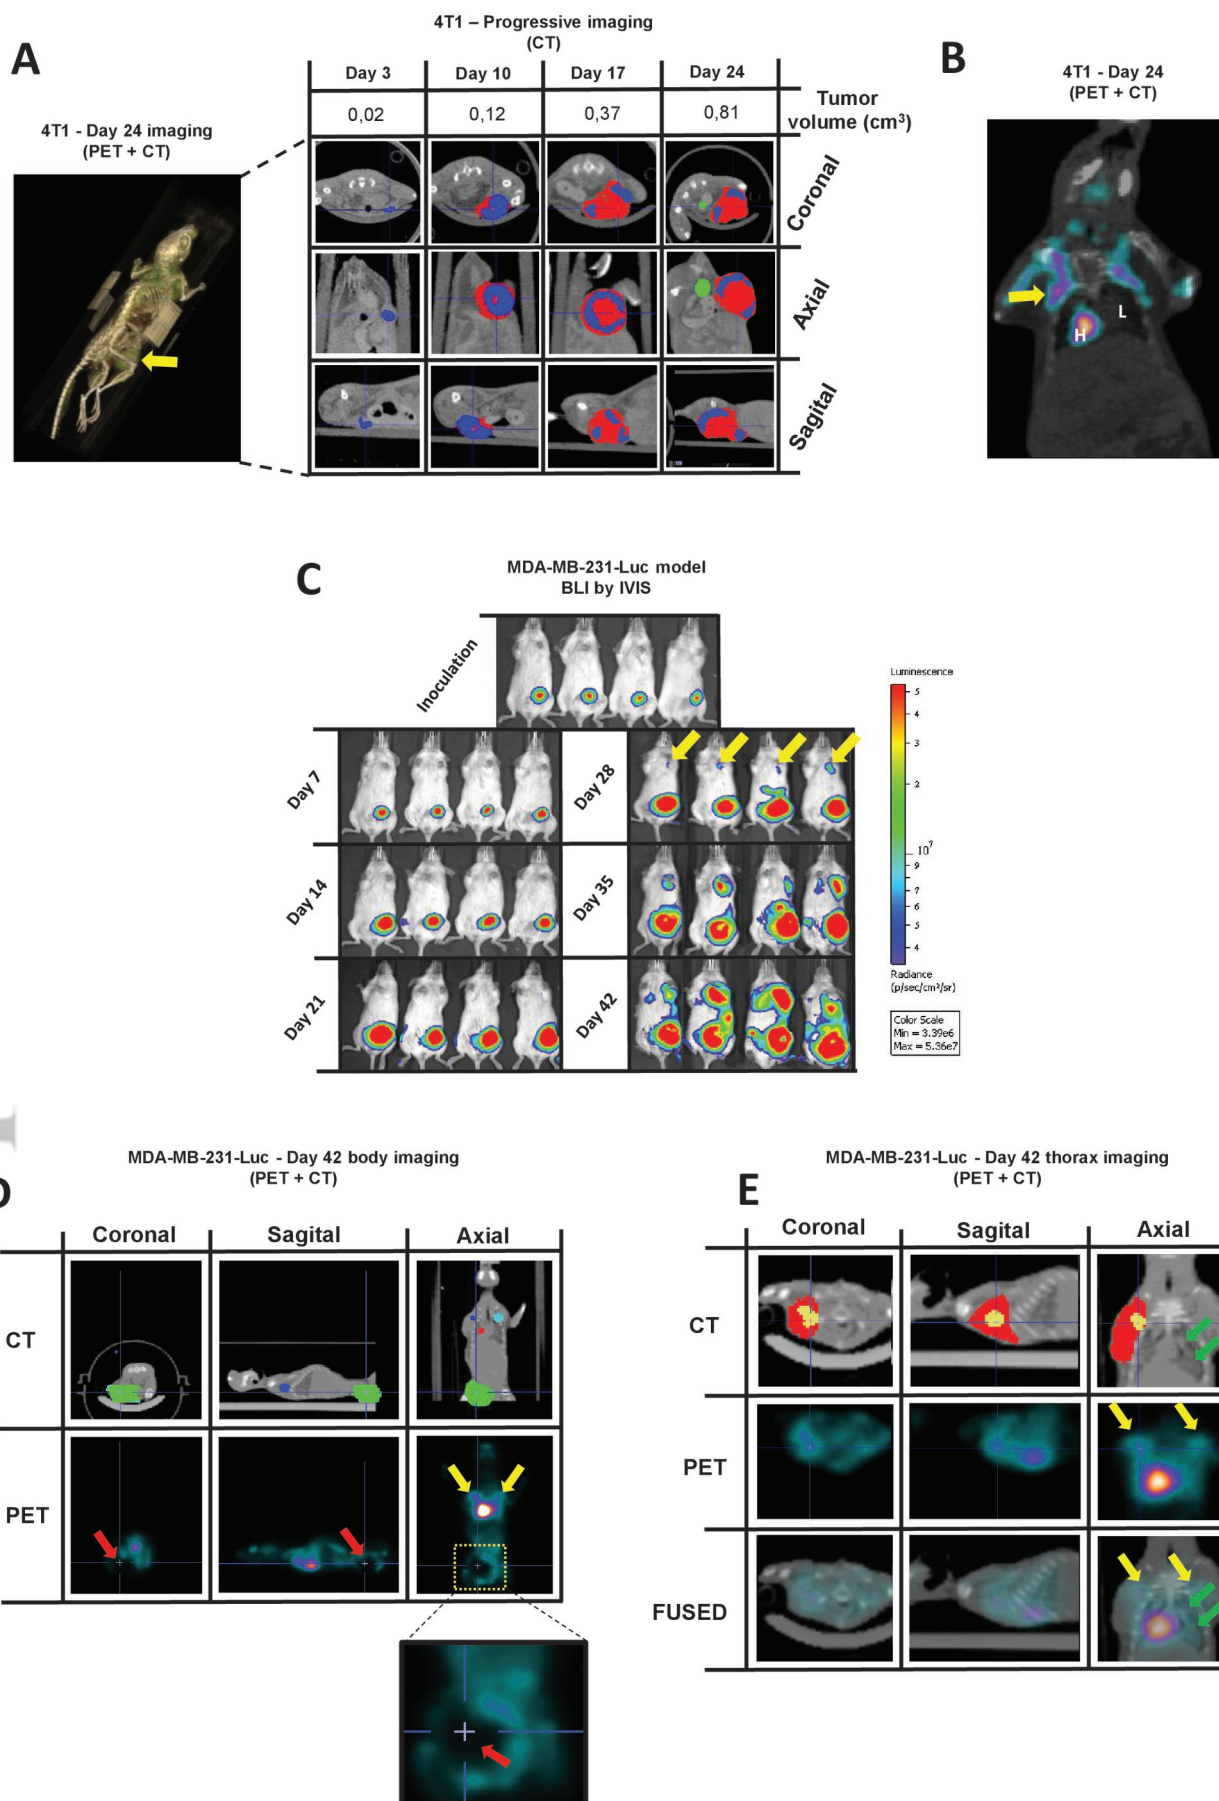 A
4T1 – Progressive imaging
(CT)
Day 3
Day 10
Day 17
Day 24
0,02
0,12
0,37
0,81
Tumor
volume (cm³)
4T1 - Day 24 imaging
(PET + CT)
Coronal
Axial
Sagital
B
4T1 - Day 24
(PET + CT)
L
H
C
MDA-MB-231-Luc model
BLI by IVIS
Inoculation
Day 7
Day 28
Day 14
Day 35
Day 21
Day 42
Luminescence
5
4
3
2
10⁷
9
8
7
6
5
4
Radiance
(p/sec/cm²/sr)
Color Scale
Min = 3.39e6
Max = 5.36e7
MDA-MB-231-Luc - Day 42 body imaging
(PET + CT)
Coronal
Sagital
Axial
CT
PET
E
MDA-MB-231-Luc - Day 42 thorax imaging
(PET + CT)
Coronal
Sagital
Axial
CT
PET
FUSED